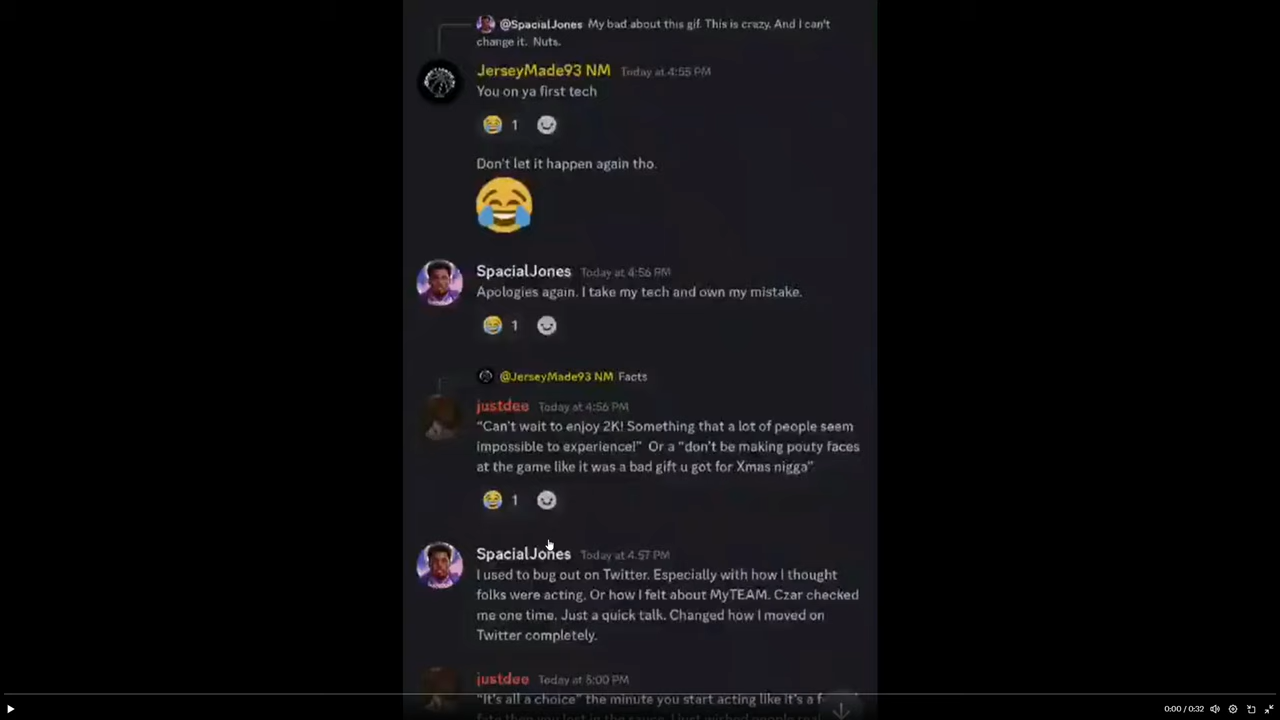 @SpacialJones My bad about this gif. This is crazy. And I can't
change it. Nuts.
JerseyMade93 NM Today at 4:55 PM
You on ya first tech
1
Don't let it happen again tho.
SpacialJones Today at 4:56 PM
Apologies again. I take my tech and own my mistake.
1
@JerseyMade93 NM Facts
justdee Today at 4:56 PM
“Can't wait to enjoy 2K! Something that a lot of people seem
impossible to experience!” Or a “don't be making pouty faces
at the game like it was a bad gift u got for Xmas nigga”
1
SpacialJones Today at 4:57 PM
I used to bug out on Twitter. Especially with how I thought
folks were acting. Or how I felt about MyTEAM. Czar checked
me one time. Just a quick talk. Changed how I moved on
Twitter completely.
justdee Today at 5:00 PM
“It's all a choice” the minute you start acting like it's a
0:00 / 0:32